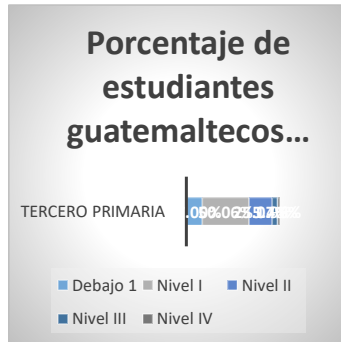 Porcentaje de
estudiantes
guatemaltecos...
TERCERO PRIMARIA
Debajo 1 Nivel I Nivel II
Nivel III Nivel IV